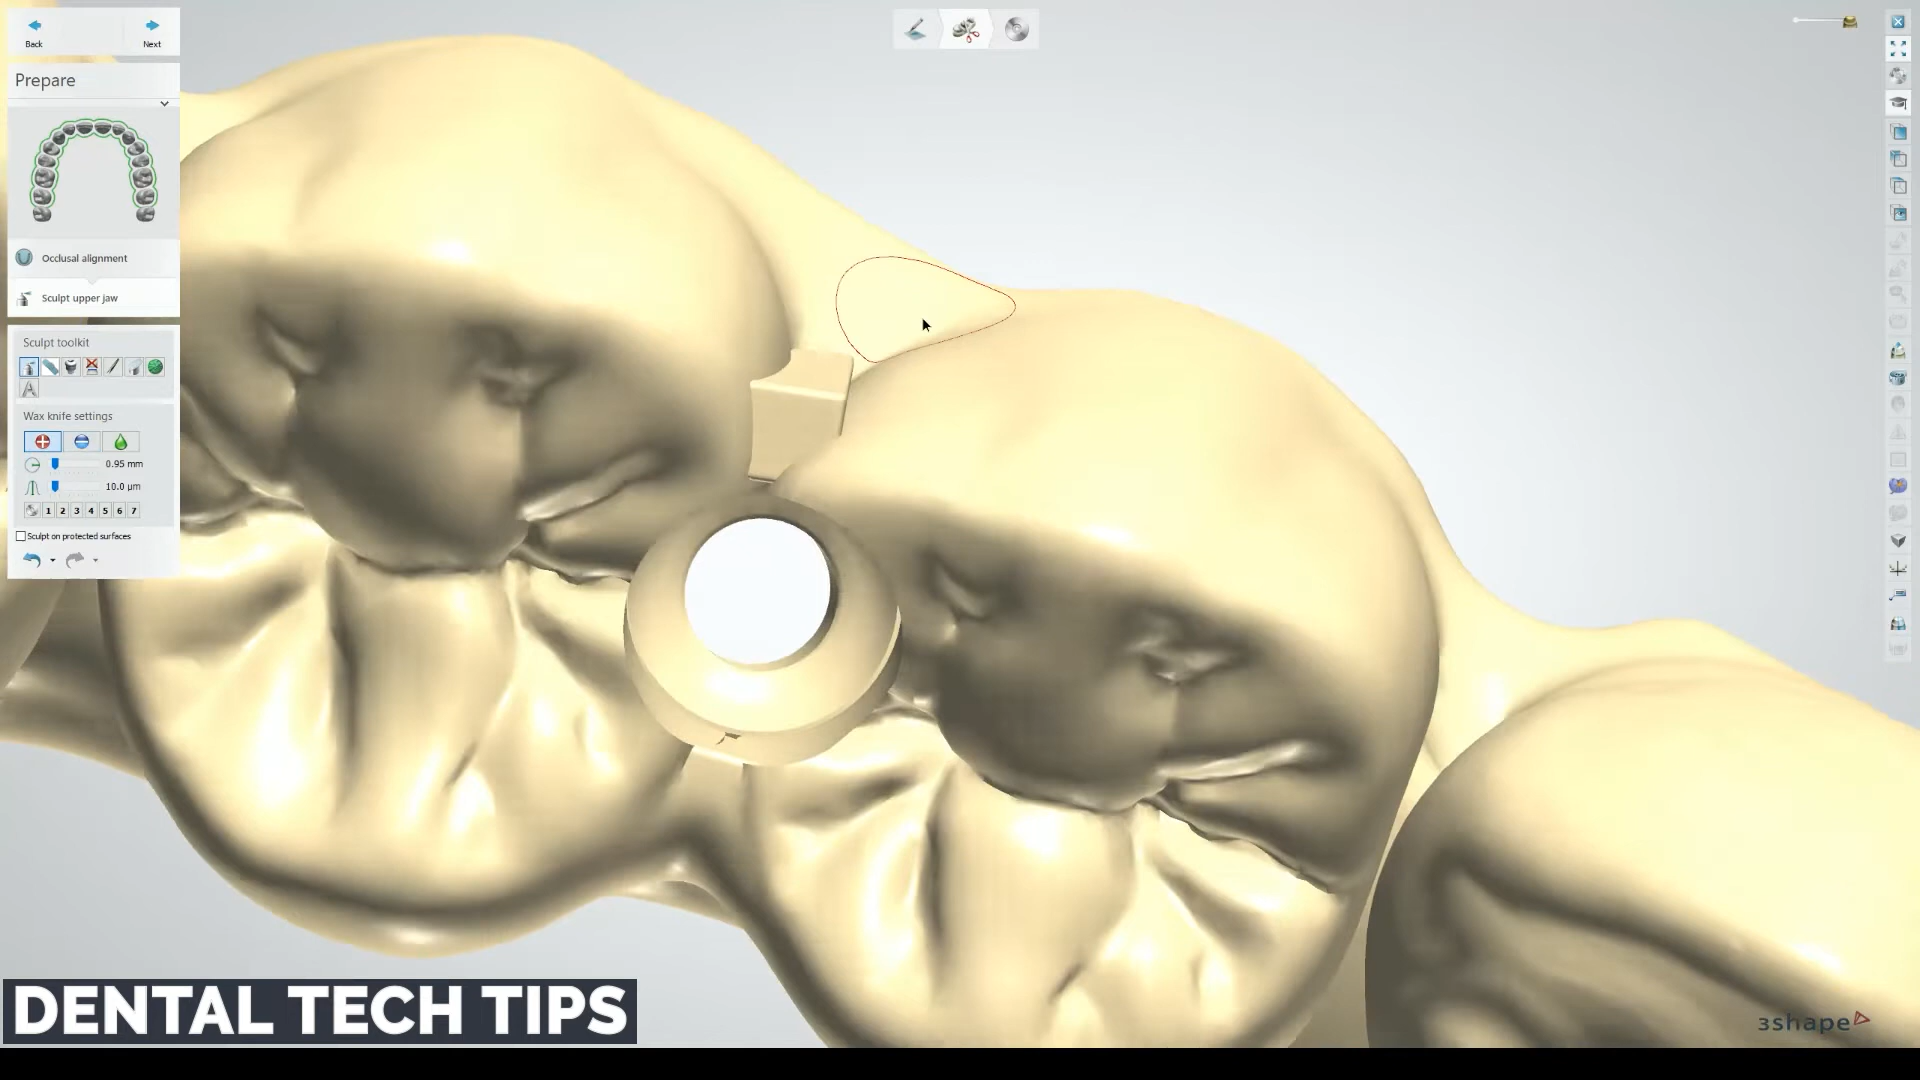 Back
Next
Prepare
Occlusal alignment
Sculpt upper jaw
Sculpt toolkit
A
Wax knife settings
0.95 mm
10.0 µm
1 2 3 4 5 6 7
Sculpt on protected surfaces
DENTAL TECH TIPS
3shape